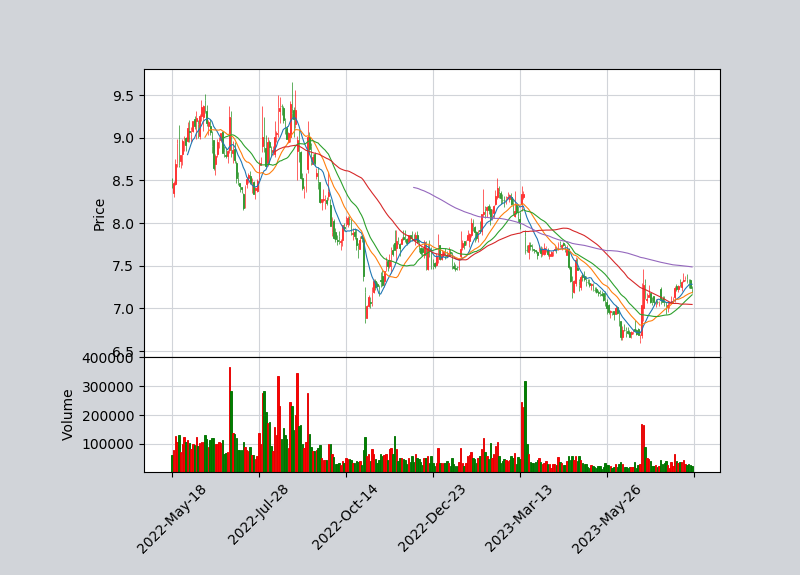 Price
9.5
9.0
8.5
8.0
7.5
7.0
6.5
Volume
400000
300000
200000
100000
2022-May-18
2022-Jul-28
2022-Oct-14
2022-Dec-23
2023-Mar-13
2023-May-26